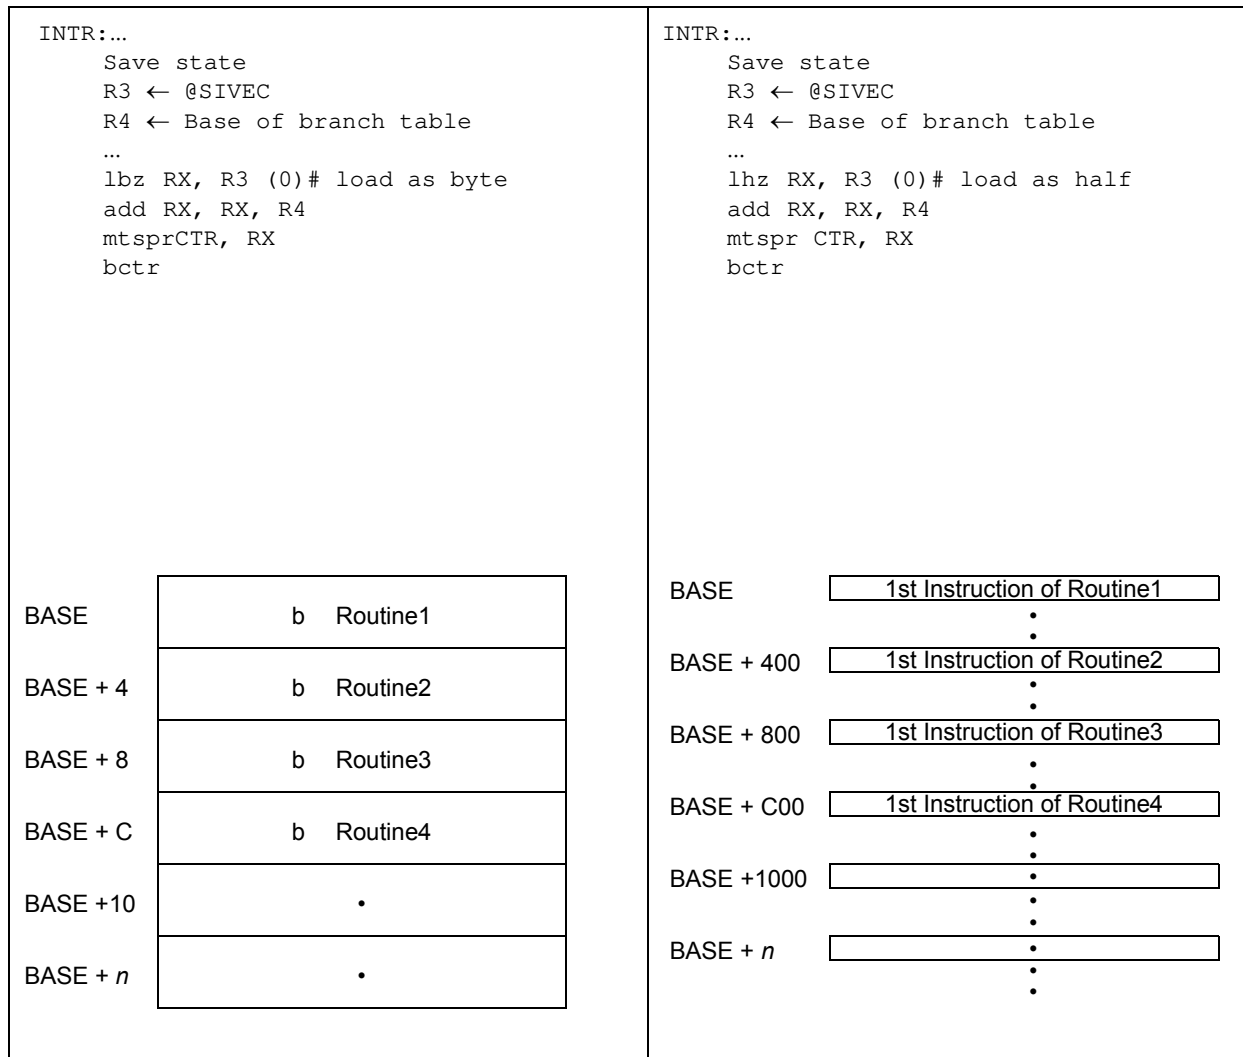 INTR:…
Save state
R3 ← @SIVEC
R4 ← Base of branch table
…
lbz RX, R3 (0)# load as byte
add RX, RX, R4
mtsprCTR, RX
bctr
BASE b Routine1
BASE + 4 b Routine2
BASE + 8 b Routine3
BASE + C b Routine4
BASE +10 •
BASE + n •
INTR:…
Save state
R3 ← @SIVEC
R4 ← Base of branch table
…
lhz RX, R3 (0)# load as half
add RX, RX, R4
mtspr CTR, RX
bctr
BASE 1st Instruction of Routine1
•
•
BASE + 400 1st Instruction of Routine2
•
•
BASE + 800 1st Instruction of Routine3
•
•
BASE + C00 1st Instruction of Routine4
•
•
BASE +1000 •
•
•
BASE + n •
•
•